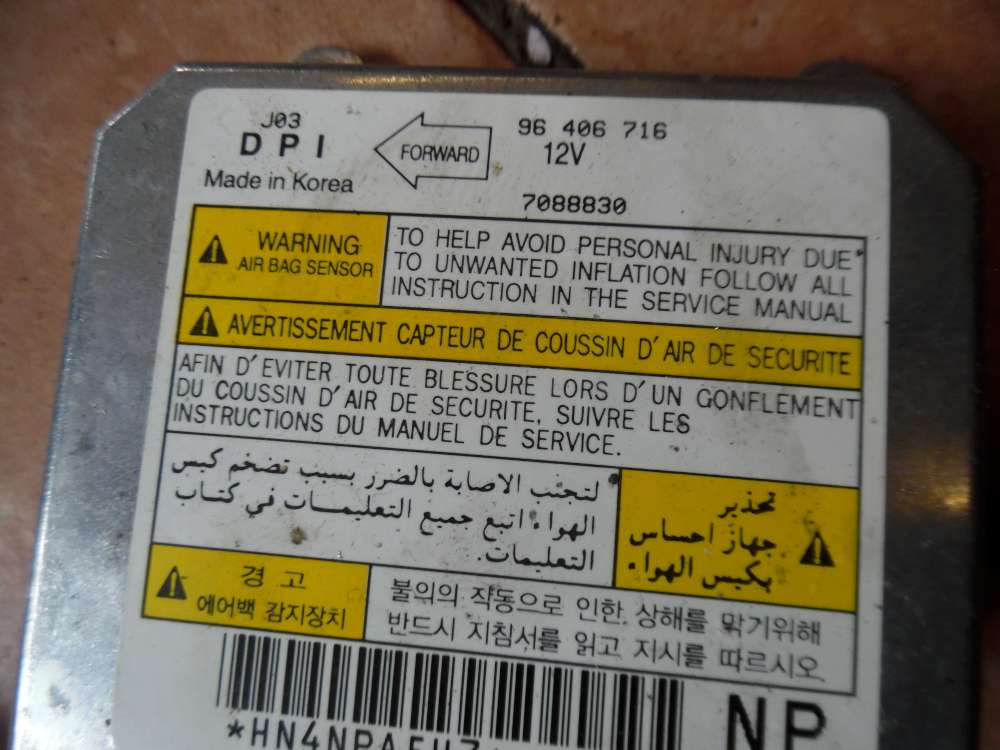 J03
DPI
FORWARD
96 406 716
12V
Made in Korea
7088830
WARNING
AIR BAG SENSOR
TO HELP AVOID PERSONAL INJURY DUE
TO UNWANTED INFLATION FOLLOW ALL
INSTRUCTION IN THE SERVICE MANUAL
AVERTISSEMENT CAPTEUR DE COUSSIN D'AIR DE SECURITE
AFIN D'EVITER TOUTE BLESSURE LORS D'UN GONFLEMENT
DU COUSSIN D'AIR DE SECURITE, SUIVRE LES
INSTRUCTIONS DU MANUEL DE SERVICE.
تحذير
جهاز احساس
بكيس الهواء
لتجنب الاصابة بالضرر بسبب تضخم كيس
الهواء اتبع جميع التعليمات في كتاب
التعليمات.
경 고
에어백 감지장치
불의의 작동으로 인한 상해를 막기위해
반드시 지침서를 읽고 지시를 따르시오.
NP